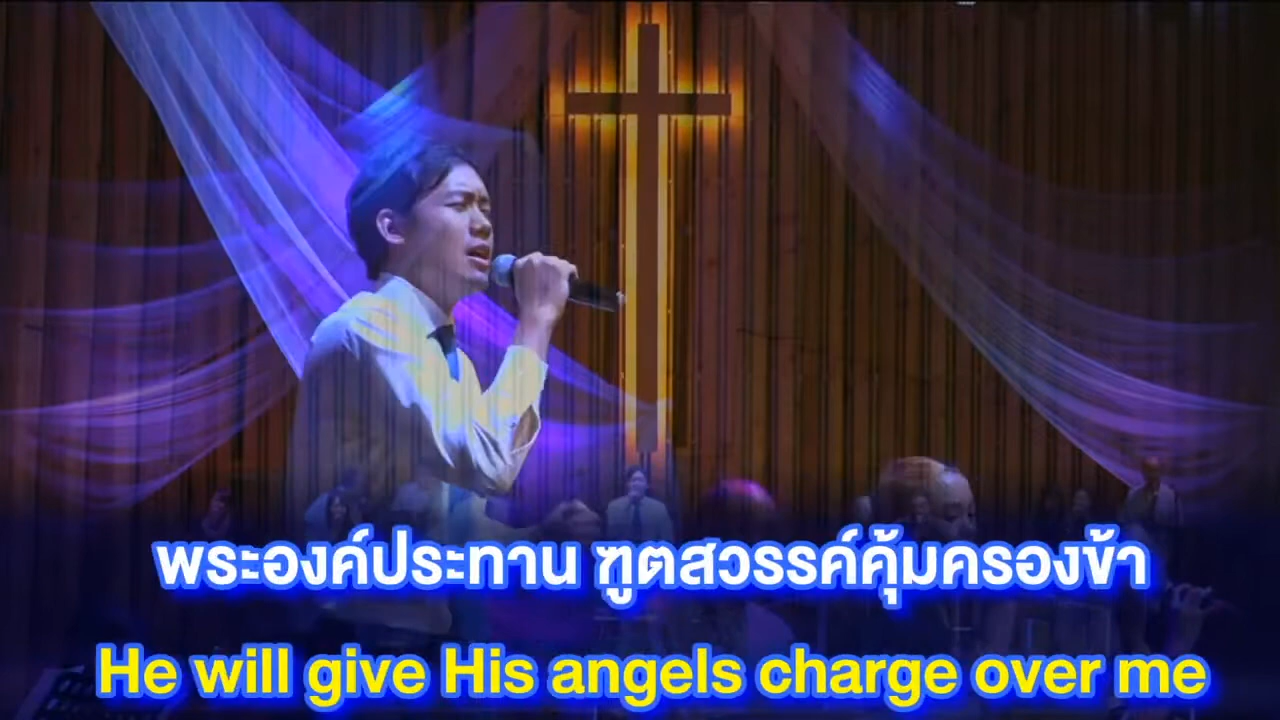 พระองค์ประทาน ฑูตสวรรค์คุ้มครองข้า
He will give His angels charge over me